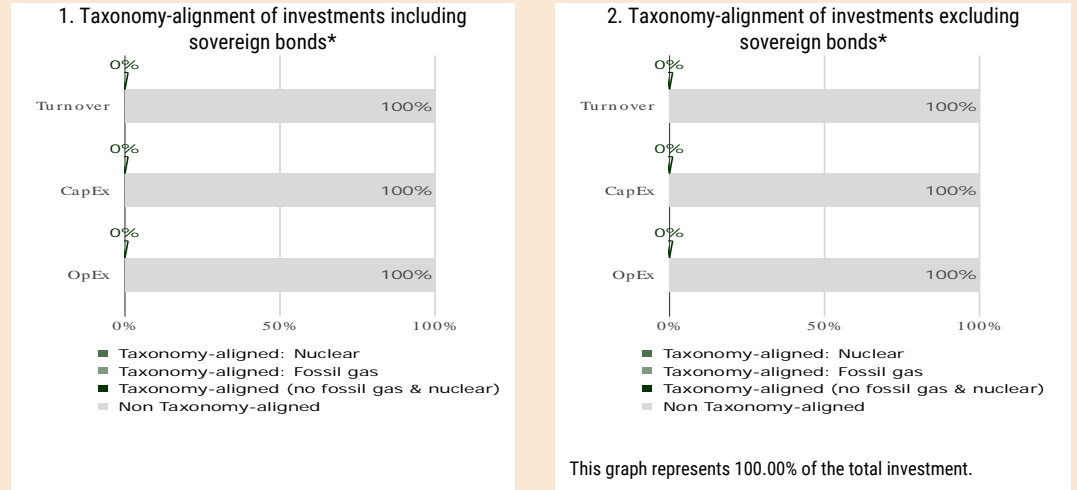 1. Taxonomy-alignment of investments including
sovereign bonds*
0%
Turnover
100%
0%
CapEx
100%
0%
OpEx
100%
0%
50%
100%
Taxonomy-aligned: Nuclear
Taxonomy-aligned: Fossil gas
Taxonomy-aligned (no fossil gas & nuclear)
Non Taxonomy-aligned
2. Taxonomy-alignment of investments excluding
sovereign bonds*
0%
Turnover
100%
0%
CapEx
100%
0%
OpEx
100%
0%
50%
100%
Taxonomy-aligned: Nuclear
Taxonomy-aligned: Fossil gas
Taxonomy-aligned (no fossil gas & nuclear)
Non Taxonomy-aligned
This graph represents 100.00% of the total investment.